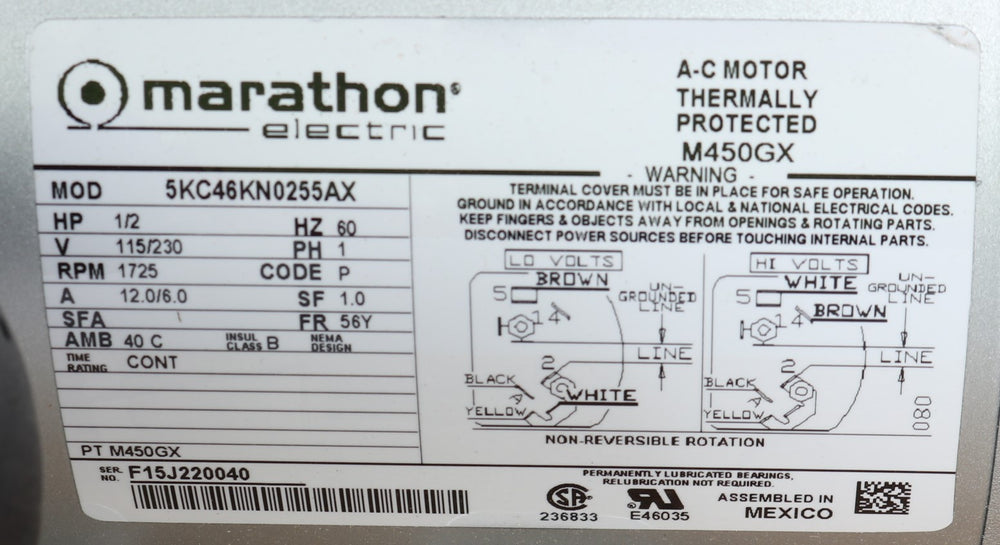 marathon®
electric
A-C MOTOR
THERMALLY
PROTECTED
M450GX
- WARNING -
TERMINAL COVER MUST BE IN PLACE FOR SAFE OPERATION.
GROUND IN ACCORDANCE WITH LOCAL & NATIONAL ELECTRICAL CODES.
KEEP FINGERS & OBJECTS AWAY FROM OPENINGS & ROTATING PARTS.
DISCONNECT POWER SOURCES BEFORE TOUCHING INTERNAL PARTS.
MOD 5KC46KN0255AX
HP 1/2 HZ 60
V 115/230 PH 1
RPM 1725 CODE P
A 12.0/6.0 SF 1.0
SFA / FR 56Y
AMB 40 C INSUL CLASS B NEMA DESIGN
TIME RATING CONT
PT M450GX
LO VOLTS
BROWN
5
UN-
GROUNDED
LINE
14
LINE
2
BLACK
WHITE
YELLOW
HI VOLTS
WHITE
5
UN-
GROUNDED
LINE
BROWN
14
LINE
2
BLACK
YELLOW
080
NON-REVERSIBLE ROTATION
SER. NO. F15J220040
PERMANENTLY LUBRICATED BEARINGS,
RELUBRICATION NOT REQUIRED.
236833
E46035
ASSEMBLED IN
MEXICO